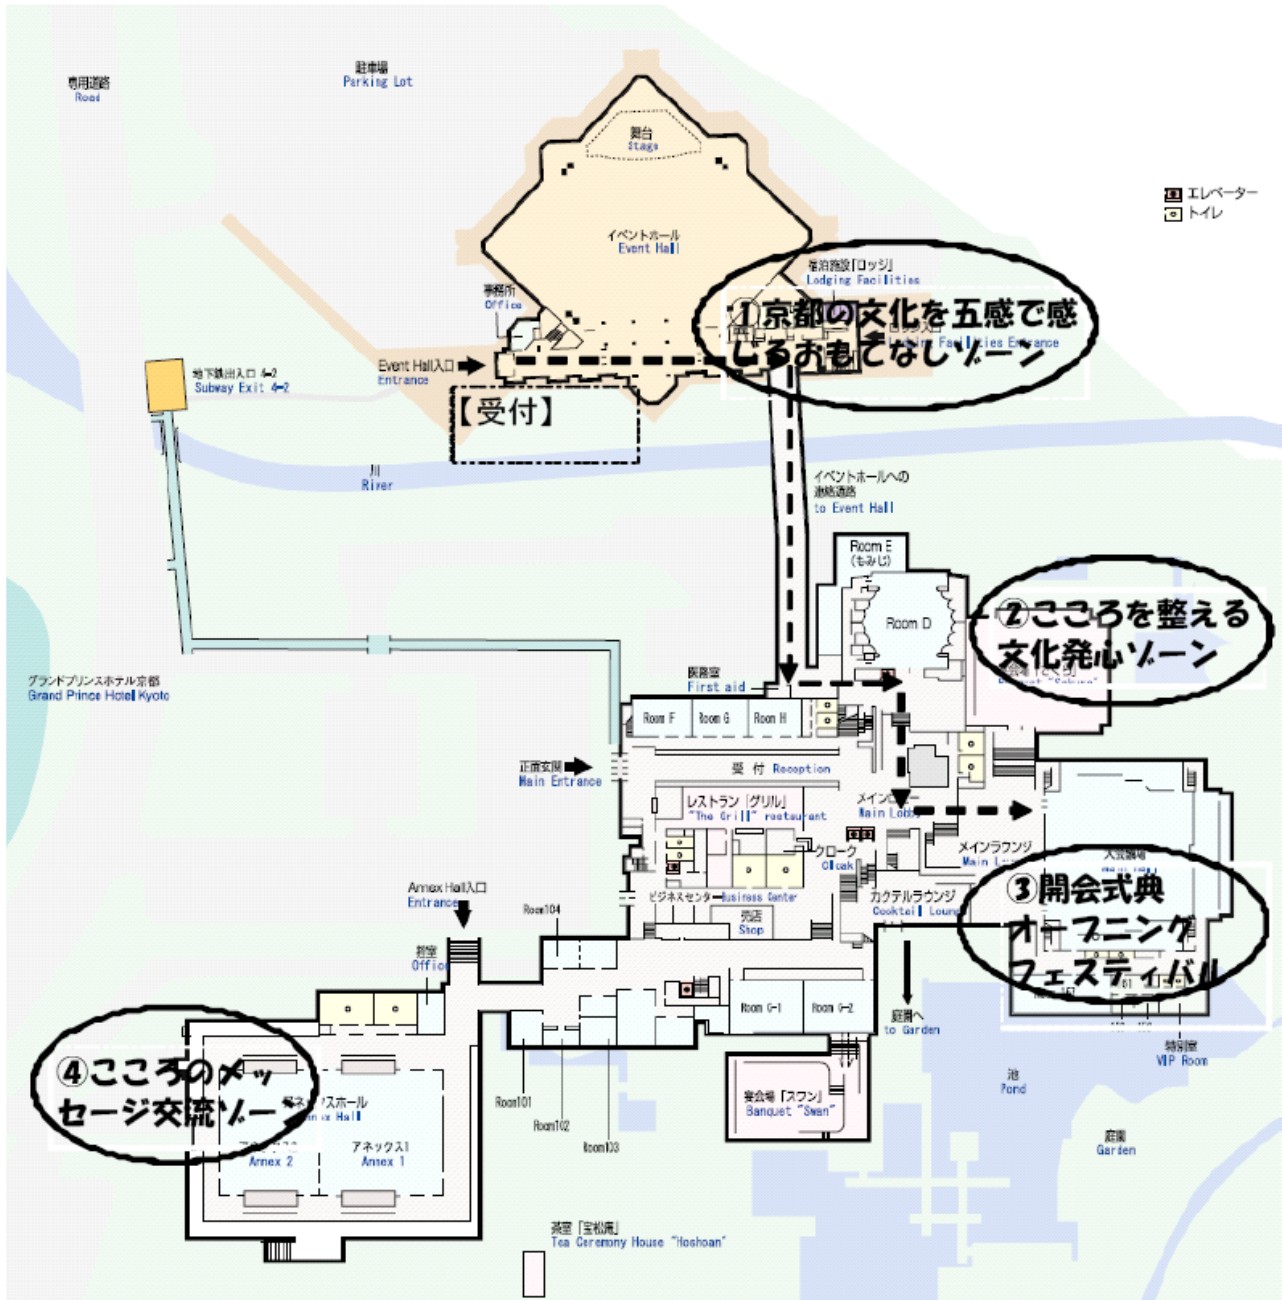 専用道路
Road
駐車場
Parking Lot
舞台
Stage
エレベーター
トイレ
イベントホール
Event Hall
宿泊施設「ロッジ」
Lodging Facilities
事務所
Office
①京都の文化を五感で感
じるおもてなしゾーン
Lodging Facilities Entrance
Event Hall入口
Entrance
地下鉄出入口 4-2
Subway Exit 4-2
【受付】
川
River
イベントホールへの
連絡通路
to Event Hall
Room E
(もみじ)
Room D
②こころを整える
文化発心ゾーン
グランドプリンスホテル京都
Grand Prince Hotel Kyoto
医務室
First aid
Room F
Room G
Room H
正面玄関
Main Entrance
受付 Reception
レストラン「グリル」
"The Grill" restaurant
メインロビー
Main Lobby
クローク
Cloak
メインラウンジ
Main
Annex Hall入口
Entrance
ビジネスセンター
Business Center
カクテルラウンジ
Cocktail Loung
③開会式典
オープニング
フェスティバル
Room104
売店
Shop
Office
Room G-1
Room G-2
庭園へ
to Garden
特別室
VIP Room
④こころのメッ
セージ交流ゾー
ホール
Hall
Annex 2
アネックス1
Annex 1
Room101
Room102
Room103
宴会場「スワン」
Banquet "Swan"
池
Pond
庭園
Garden
茶室「宝松庵」
Tea Ceremony House "Hoshoan"